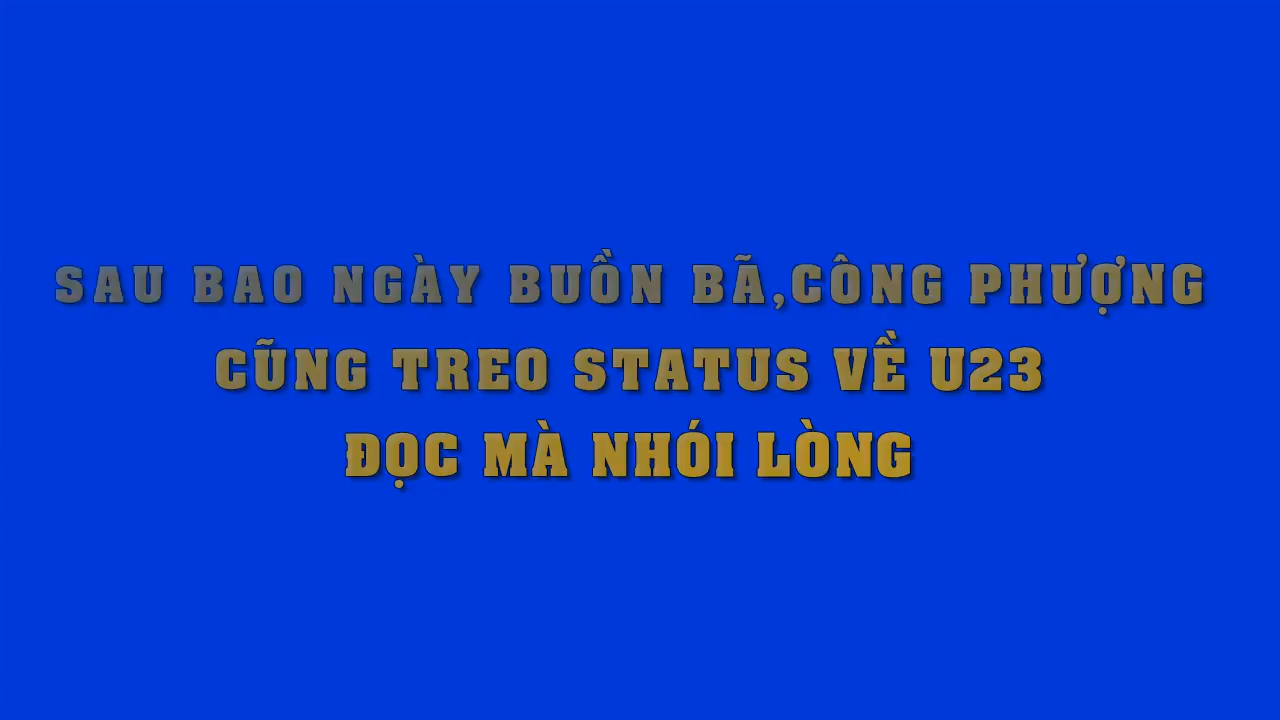 SAU BAO NGÀY BUỒN BÃ,CÔNG PHƯỢNG
CŨNG TREO STATUS VỀ U23
ĐỌC MÀ NHÓI LÒNG